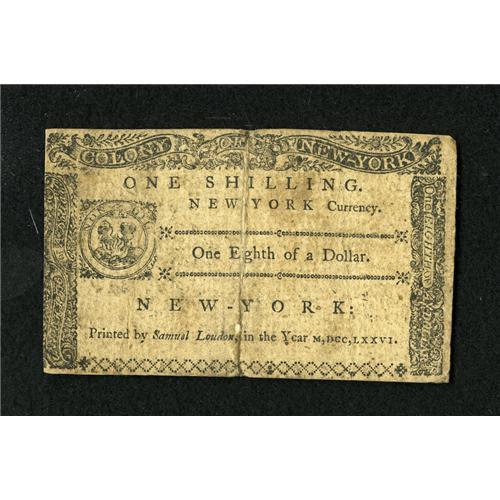 COLONY OF NEW-YORK
ONE SHILLING.
NEW-YORK Currency.
One Eighth of a Dollar.
NEW-YORK:
Printed by Samuel Loudon, in the Year M,DCC,LXXVI.